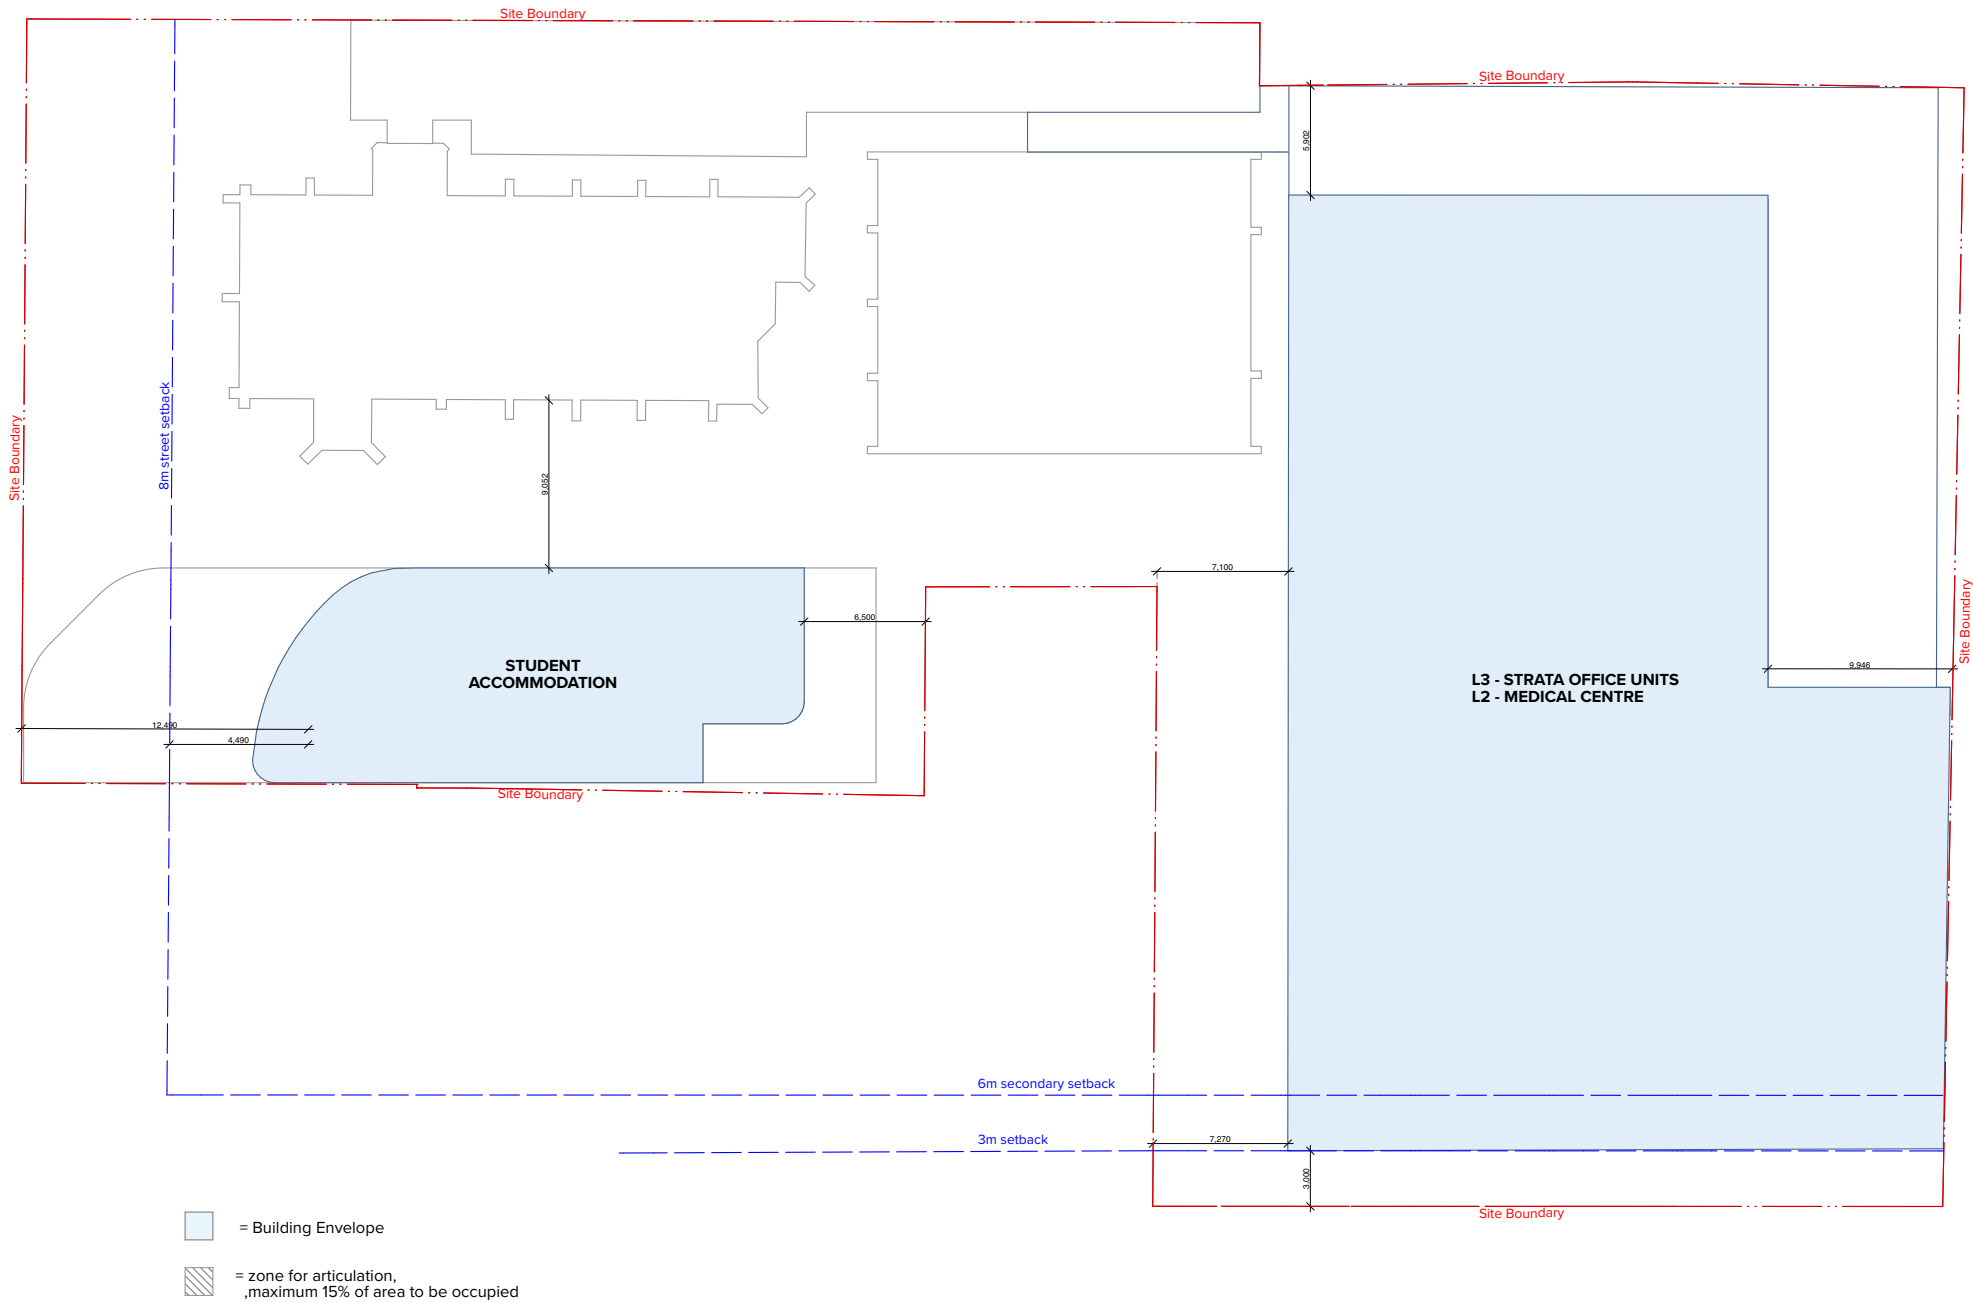 Site Boundary
Site Boundary
5,902
8m street setback
Site Boundary
9,052
7,100
Site Boundary
6,500
STUDENT
ACCOMMODATION
9,946
L3 - STRATA OFFICE UNITS
L2 - MEDICAL CENTRE
12,490
4,490
Site Boundary
6m secondary setback
3m setback
7,270
3,000
Site Boundary
= Building Envelope
= zone for articulation,
,maximum 15% of area to be occupied